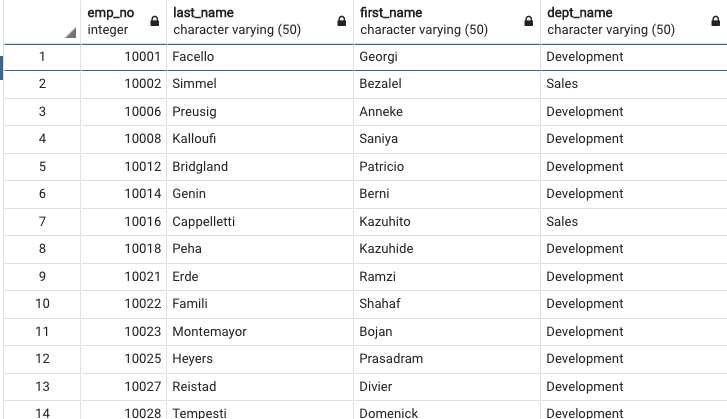 emp_no last_name first_name dept_name
integer character varying (50) character varying (50) character varying (50)
1 10001 Facello Georgi Development
2 10002 Simmel Bezalel Sales
3 10006 Preusig Anneke Development
4 10008 Kalloufi Saniya Development
5 10012 Bridgland Patricio Development
6 10014 Genin Berni Development
7 10016 Cappelletti Kazuhito Sales
8 10018 Peha Kazuhide Development
9 10021 Erde Ramzi Development
10 10022 Famili Shahaf Development
11 10023 Montemayor Bojan Development
12 10025 Heyers Prasadram Development
13 10027 Reistad Divier Development
14 10028 Tempesti Domenick Development